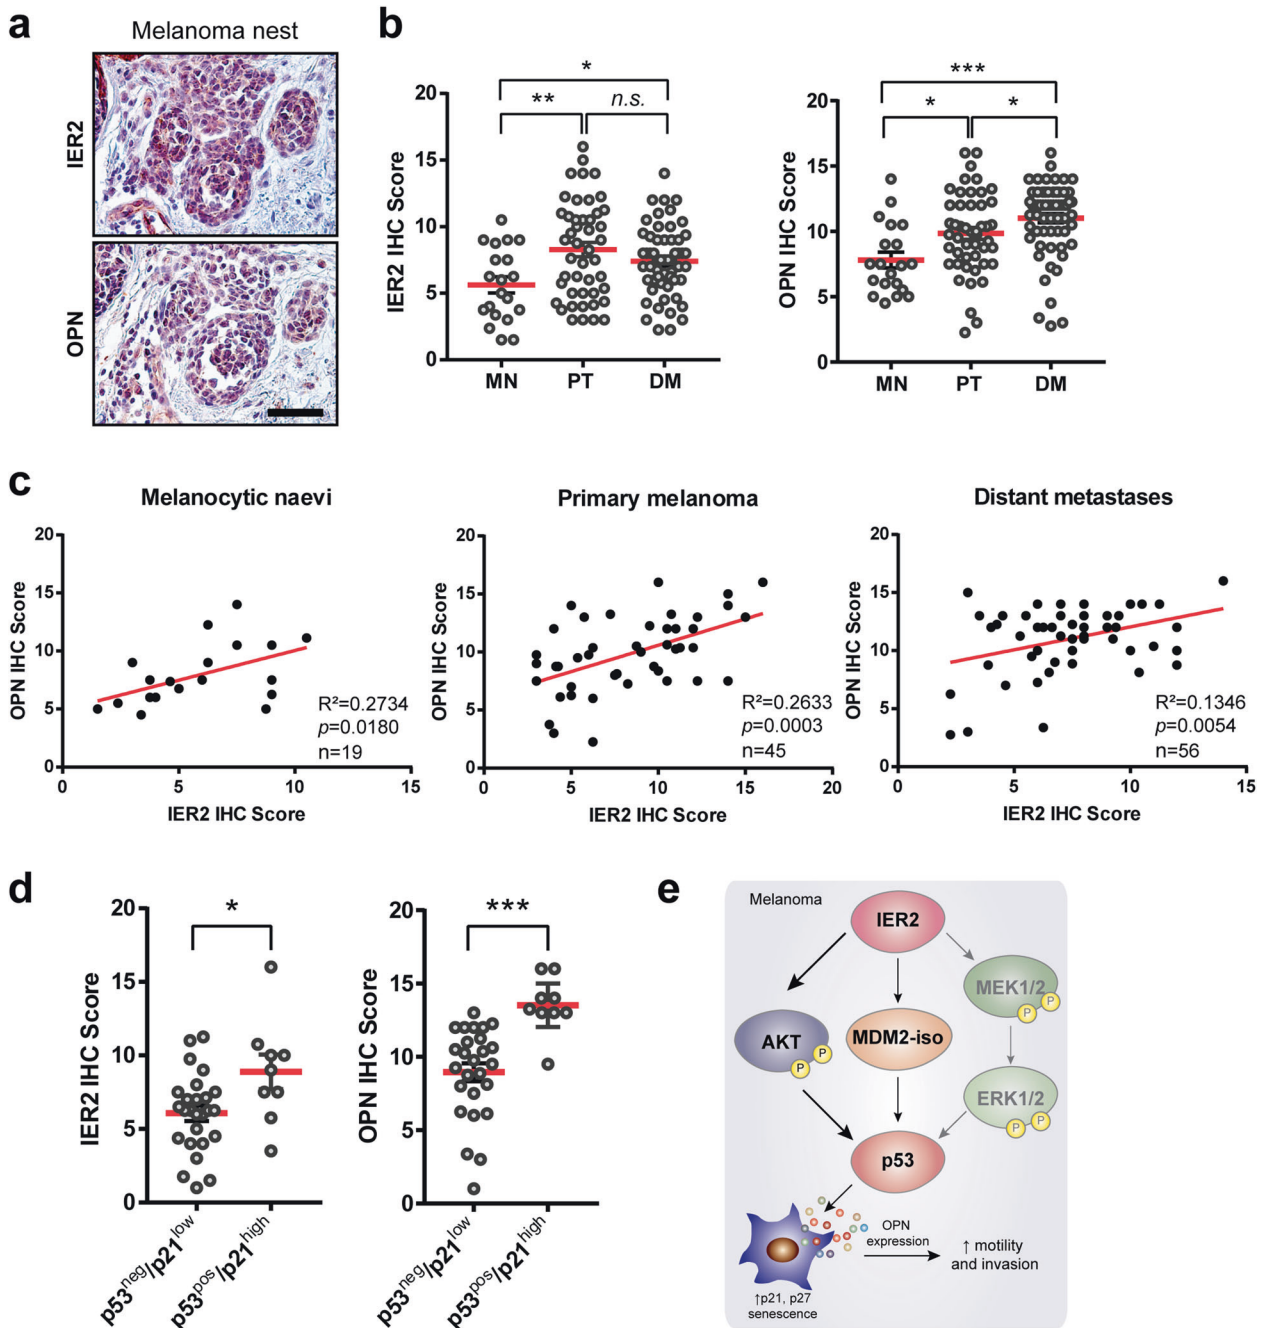 a
Melanoma nest
IER2
OPN
b
IER2 IHC Score
20
15
10
5
0
*
**
n.s.
MN
PT
DM
OPN IHC Score
20
15
10
5
0
***
*
*
MN
PT
DM
c
Melanocytic naevi
OPN IHC Score
20
15
10
5
0
R²=0.2734
p=0.0180
n=19
0
5
10
15
IER2 IHC Score
Primary melanoma
OPN IHC Score
20
15
10
5
0
R²=0.2633
p=0.0003
n=45
0
5
10
15
20
IER2 IHC Score
Distant metastases
OPN IHC Score
20
15
10
5
0
R²=0.1346
p=0.0054
n=56
0
5
10
15
IER2 IHC Score
d
IER2 IHC Score
20
15
10
5
0
*
p53neg/p21low
p53pos/p21high
OPN IHC Score
20
15
10
5
0
***
p53neg/p21low
p53pos/p21high
e
Melanoma
IER2
MEK1/2
P
P
AKT
P
P
MDM2-iso
ERK1/2
P
P
p53
OPN
expression
↑ motility
and invasion
↑p21, p27
senescence